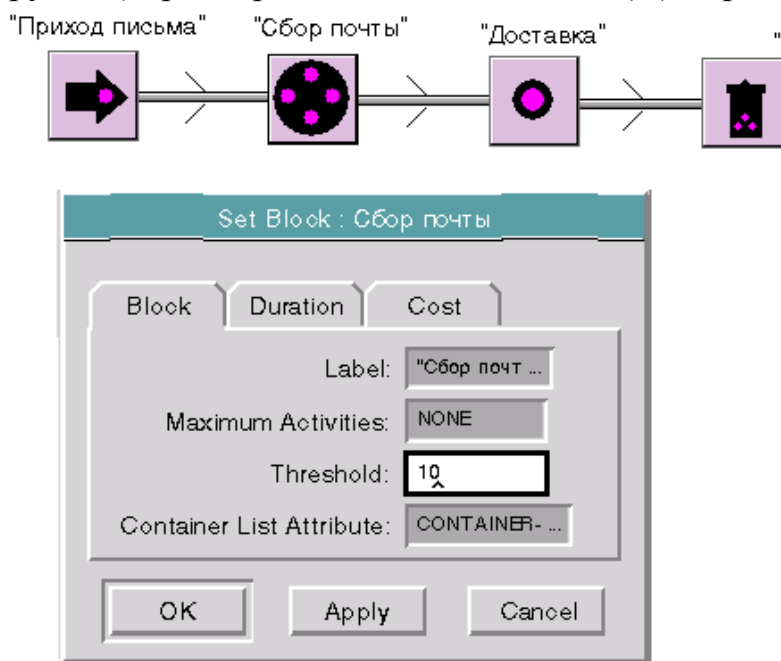 "Приход письма" "Сбор почты" "Доставка" "
Set Block : Сбор почты
Block Duration Cost
Label: "Сбор почт ...
Maximum Activities: NONE
Threshold: 10
Container List Attribute: CONTAINER- ...
OK Apply Cancel